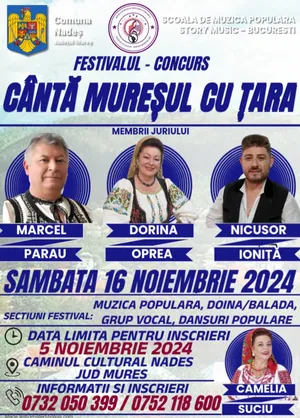 Comuna
Nadeș
Județul Mureș
SCOALA DE MUZICA POPULARA
STORY MUSIC - BUCURESTI
FESTIVALUL - CONCURS
CÂNTĂ MUREȘUL CU ȚARA
MEMBRII JURIULUI
MARCEL
PARAU
DORINA
OPREA
NICUSOR
IONIȚĂ
SAMBATA 16 NOIEMBRIE 2024
MUZICA POPULARA, DOINA/BALADA,
SECTIUNI FESTIVAL:
GRUP VOCAL, DANSURI POPULARE
DATA LIMITA PENTRU INSCRIERI
5 NOIEMBRIE 2024
CAMINUL CULTURAL NADES
JUD MURES
INFORMATII SI INSCRIERI
0732 050 399 / 0752 118 600
CAMELIA
SUCIU